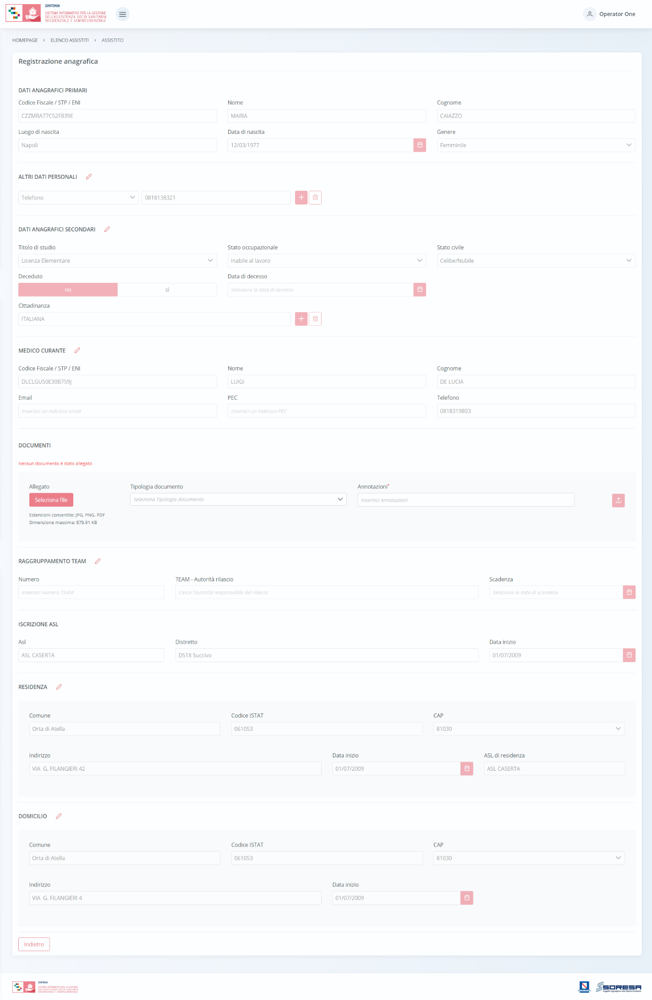 SINFONIA
SISTEMA INFORMATIVO PER LA GESTIONE
DELL'ASSISTENZA SOCIO SANITARIA
RESIDENZIALE E SEMIRESIDENZIALE
Operator One
HOMEPAGE > ELENCO ASSISTITI > ASSISTITO
Registrazione anagrafica
DATI ANAGRAFICI PRIMARI
Codice Fiscale / STP / ENI Nome Cognome
CZZMRA77C52F839E MARIA CAIAZZO
Luogo di nascita Data di nascita Genere
Napoli 12/03/1977 Femminile
ALTRI DATI PERSONALI
Telefono 0818138321
DATI ANAGRAFICI SECONDARI
Titolo di studio Stato occupazionale Stato civile
Licenza Elementare Inabile al lavoro Celibe/Nubile
Deceduto Data di decesso
no sì Seleziona la data di decesso
Cittadinanza
ITALIANA
MEDICO CURANTE
Codice Fiscale / STP / ENI Nome Cognome
DLCLGU50E30B759J LUIGI DE LUCIA
Email PEC Telefono
Inserisci un indirizzo email Inserisci un indirizzo PEC 0818319803
DOCUMENTI
Nessun documento è stato allegato
Allegato Tipologia documento Annotazioni*
Seleziona file Seleziona Tipologia documento Inserisci Annotazioni
Estensioni consentite: JPG, PNG, PDF
Dimenzione massima: 878.91 KB
RAGGRUPPAMENTO TEAM
Numero TEAM - Autorità rilascio Scadenza
Inserisci numero TEAM Cerca l'autorità responsabile del rilascio Seleziona la data di scandeza
ISCRIZIONE ASL
Asl Distretto Data inizio
ASL CASERTA DS18 Succivo 01/07/2009
RESIDENZA
Comune Codice ISTAT CAP
Orta di Atella 061053 81030
Indirizzo Data inizio ASL di residenza
VIA G. FILANGIERI 42 01/07/2009 ASL CASERTA
DOMICILIO
Comune Codice ISTAT CAP
Orta di Atella 061053 81030
Indirizzo Data inizio
VIA G. FILANGIERI 4 01/07/2009
Indietro
SINFONIA
SISTEMA INFORMATIVO PER LA GESTIONE
DELL'ASSISTENZA SOCIO SANITARIA
RESIDENZIALE E SEMIRESIDENZIALE
SORESA
Soggetto Aggregatore della Regione Campania